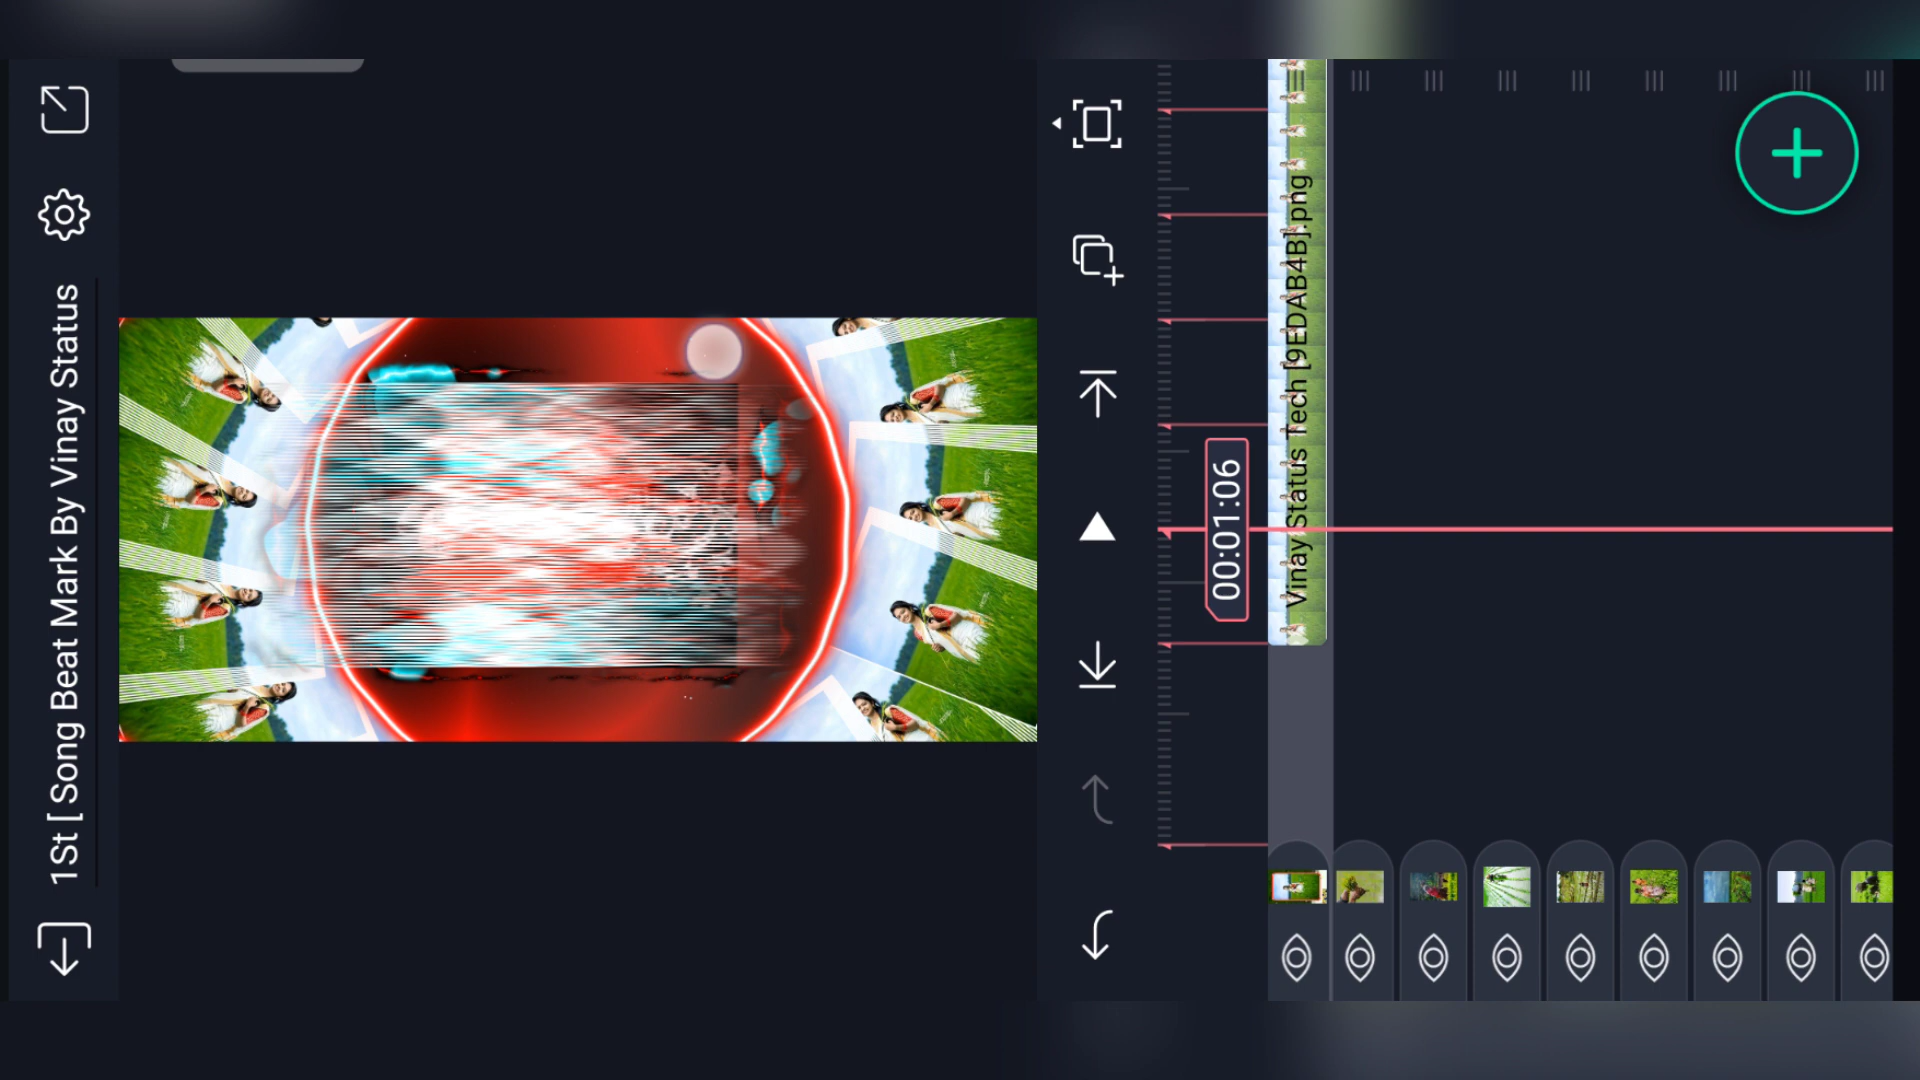 1St [ Song Beat Mark By Vinay Status
00:01:06
Vinay Status Tech [9EDAB4B].png